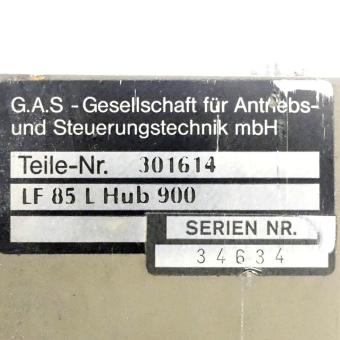 G.A.S - Gesellschaft für Antriebs-
und Steuerungstechnik mbH
Teile-Nr. 301614
LF 85 L Hub 900
SERIEN NR.
34634